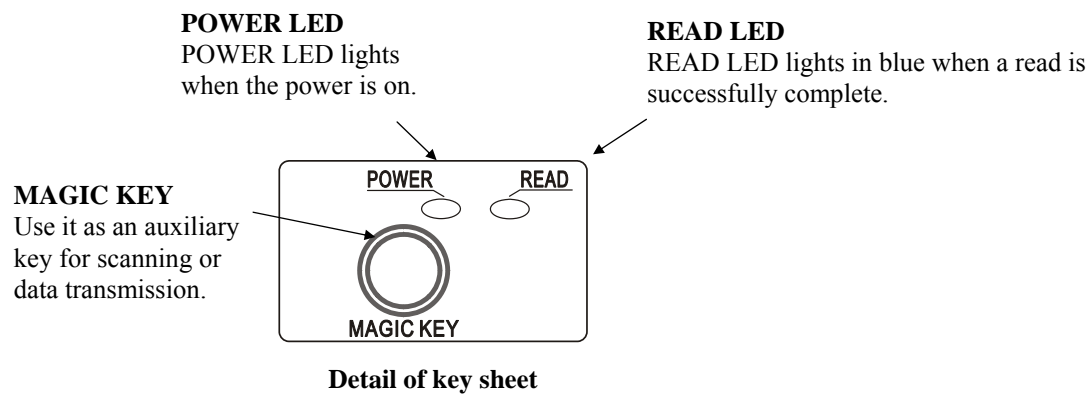 POWER LED
POWER LED lights
when the power is on.
READ LED
READ LED lights in blue when a read is
successfully complete.
MAGIC KEY
Use it as an auxiliary
key for scanning or
data transmission.
POWER
READ
MAGIC KEY
Detail of key sheet